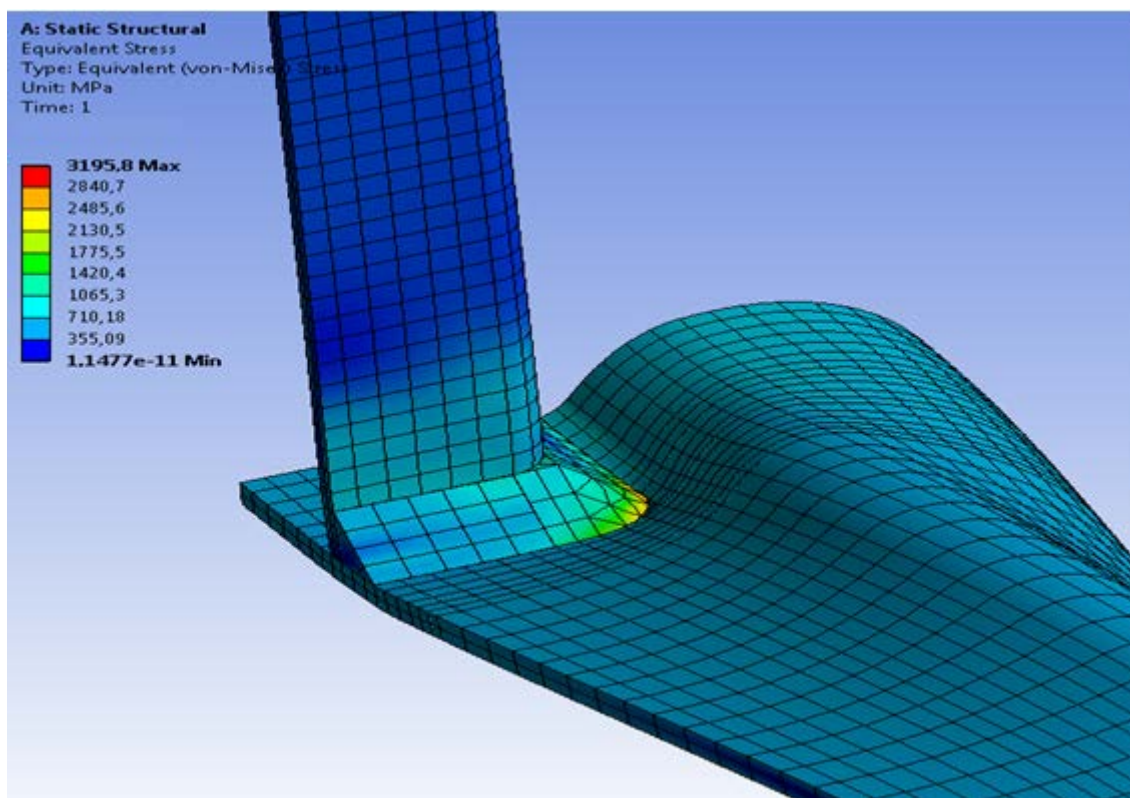 A: Static Structural
Equivalent Stress
Type: Equivalent (von-Mises) Stress
Unit: MPa
Time: 1
3195,8 Max
2840,7
2485,6
2130,5
1775,5
1420,4
1065,3
710,18
355,09
1,1477e-11 Min